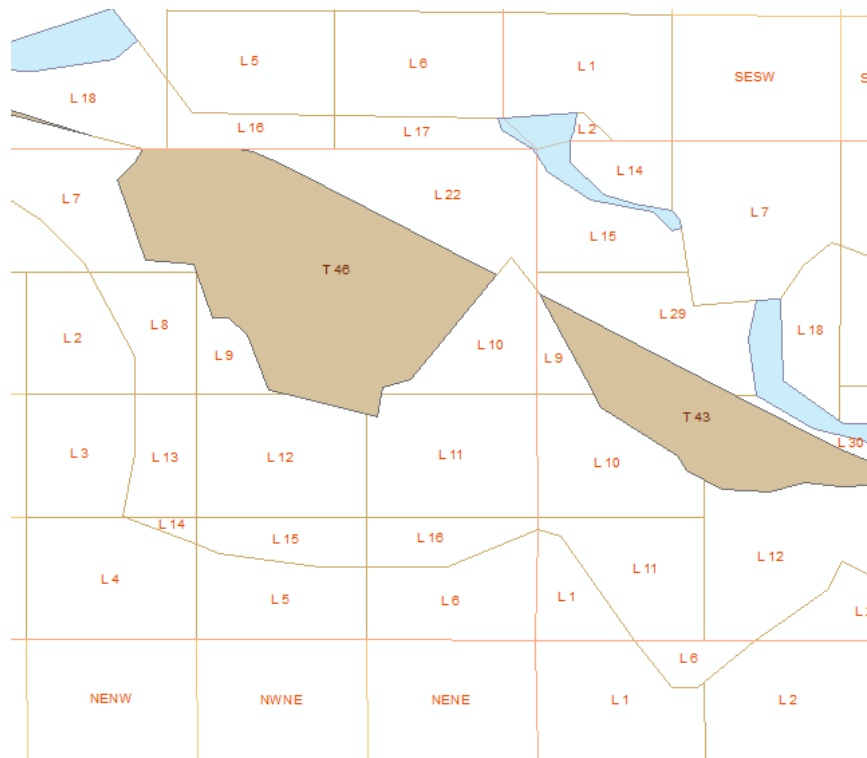 L 5
L 6
L 1
SESW
S
L 18
L 16
L 17
L 2
L 14
L 7
L 22
L 7
L 15
T 46
L 29
L 18
L 2
L 8
L 9
L 10
L 9
T 43
L 30
L 3
L 13
L 12
L 11
L 10
L 14
L 15
L 16
L 11
L 12
L 4
L 5
L 6
L 1
L 6
NENW
NWNE
NENE
L 1
L 2